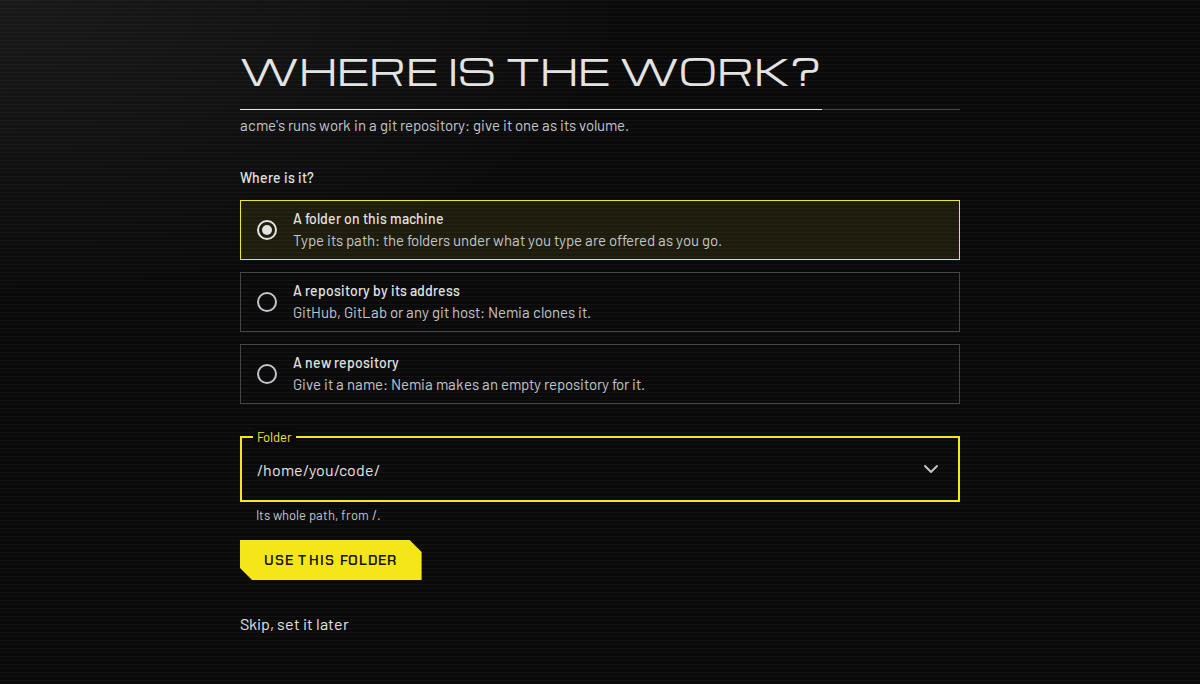 WHERE IS THE WORK?
acme's runs work in a git repository: give it one as its volume.
Where is it?
A folder on this machine
Type its path: the folders under what you type are offered as you go.
A repository by its address
GitHub, GitLab or any git host: Nemia clones it.
A new repository
Give it a name: Nemia makes an empty repository for it.
Folder
/home/you/code/
Its whole path, from /.
USE THIS FOLDER
Skip, set it later